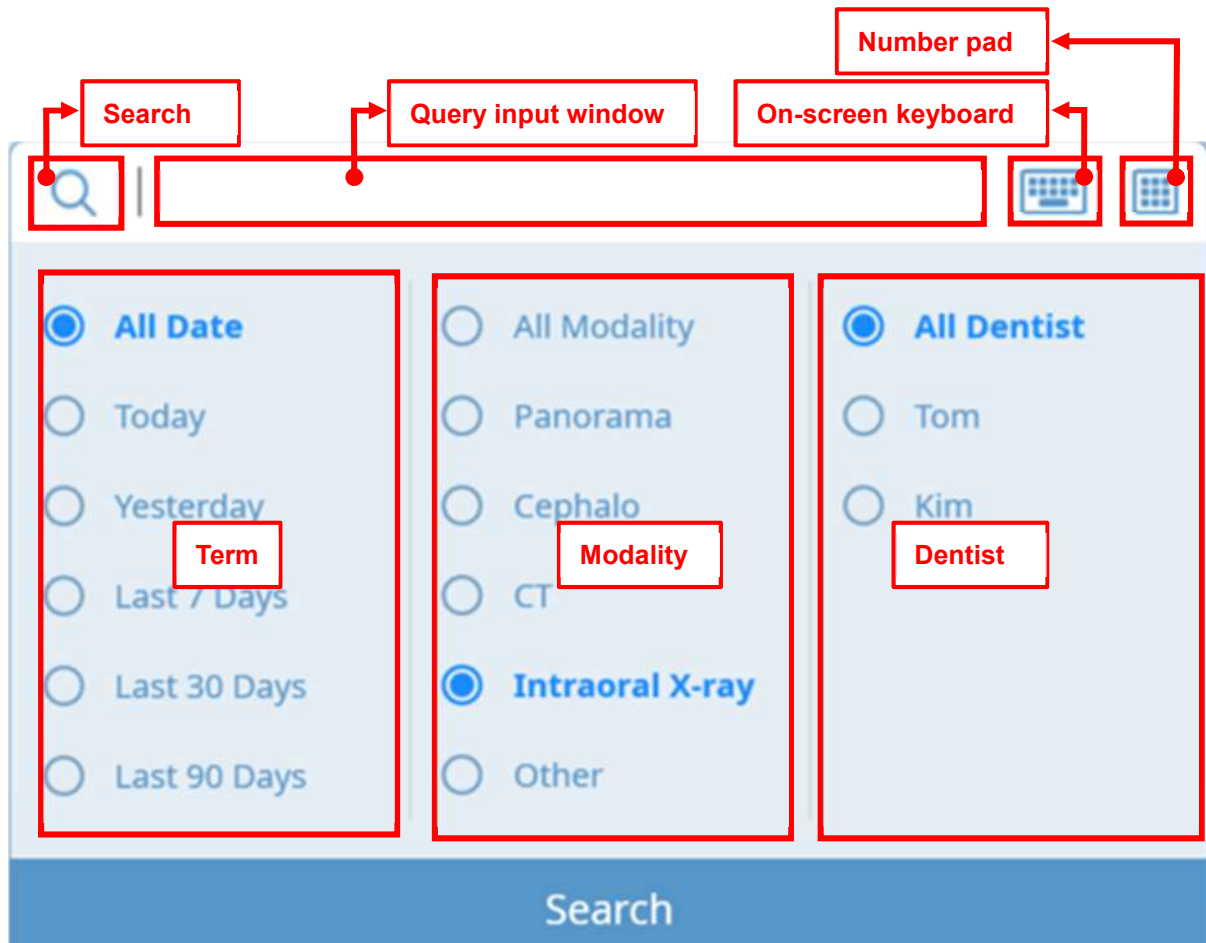 Number pad
Search
Query input window
On-screen keyboard
All Date
Today
Yesterday
Last 7 Days
Last 30 Days
Last 90 Days
Term
All Modality
Panorama
Cephalo
CT
Intraoral X-ray
Other
Modality
All Dentist
Tom
Kim
Dentist
Search